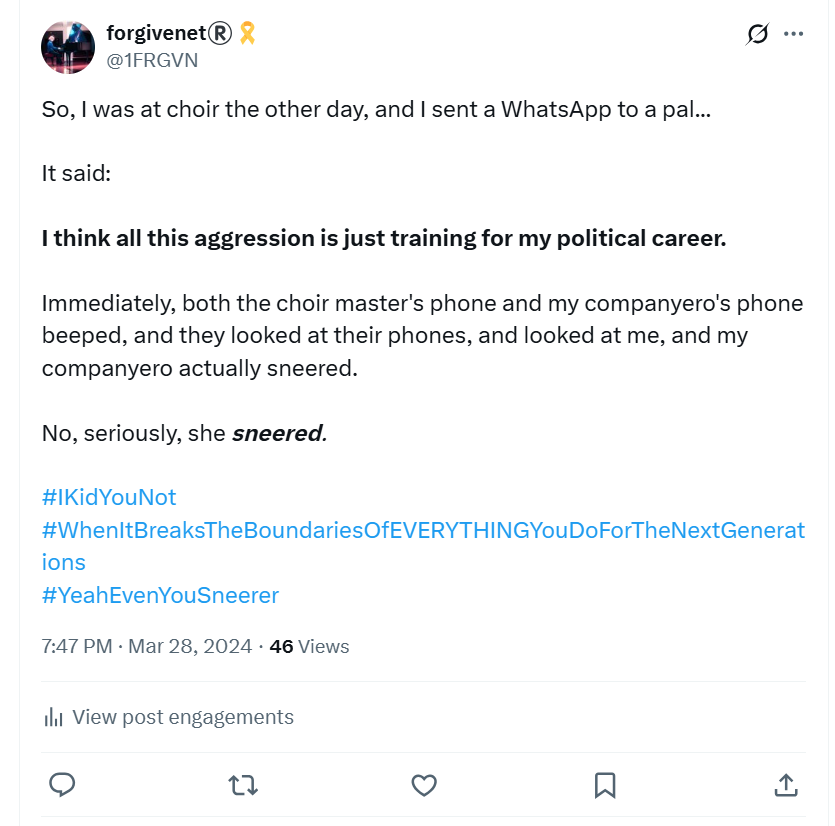 forgivenet® 🎗️
@1FRGVN
So, I was at choir the other day, and I sent a WhatsApp to a pal...
It said:
I think all this aggression is just training for my political career.
Immediately, both the choir master's phone and my companyero's phone
beeped, and they looked at their phones, and looked at me, and my
companyero actually sneered.
No, seriously, she sneered.
#IKidYouNot
#WhenItBreaksTheBoundariesOfEVERYTHINGYouDoForTheNextGenerat
ions
#YeahEvenYouSneerer
7:47 PM · Mar 28, 2024 · 46 Views
View post engagements